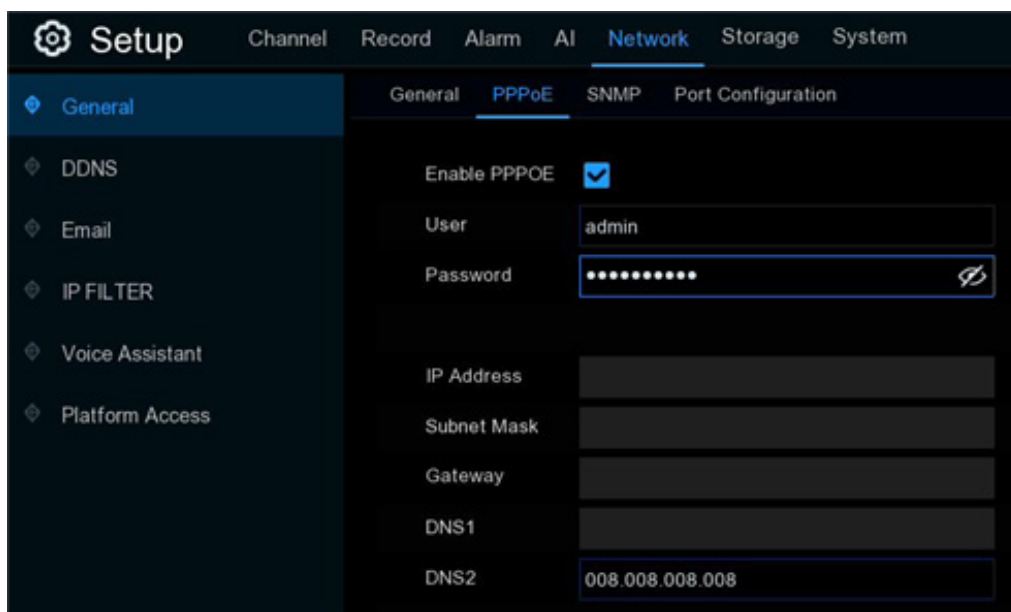 Setup Channel Record Alarm AI Network Storage System
General
DDNS
Email
IP FILTER
Voice Assistant
Platform Access
General PPPoE SNMP Port Configuration
Enable PPPOE
User admin
Password ••••••••••
IP Address
Subnet Mask
Gateway
DNS1
DNS2 008.008.008.008